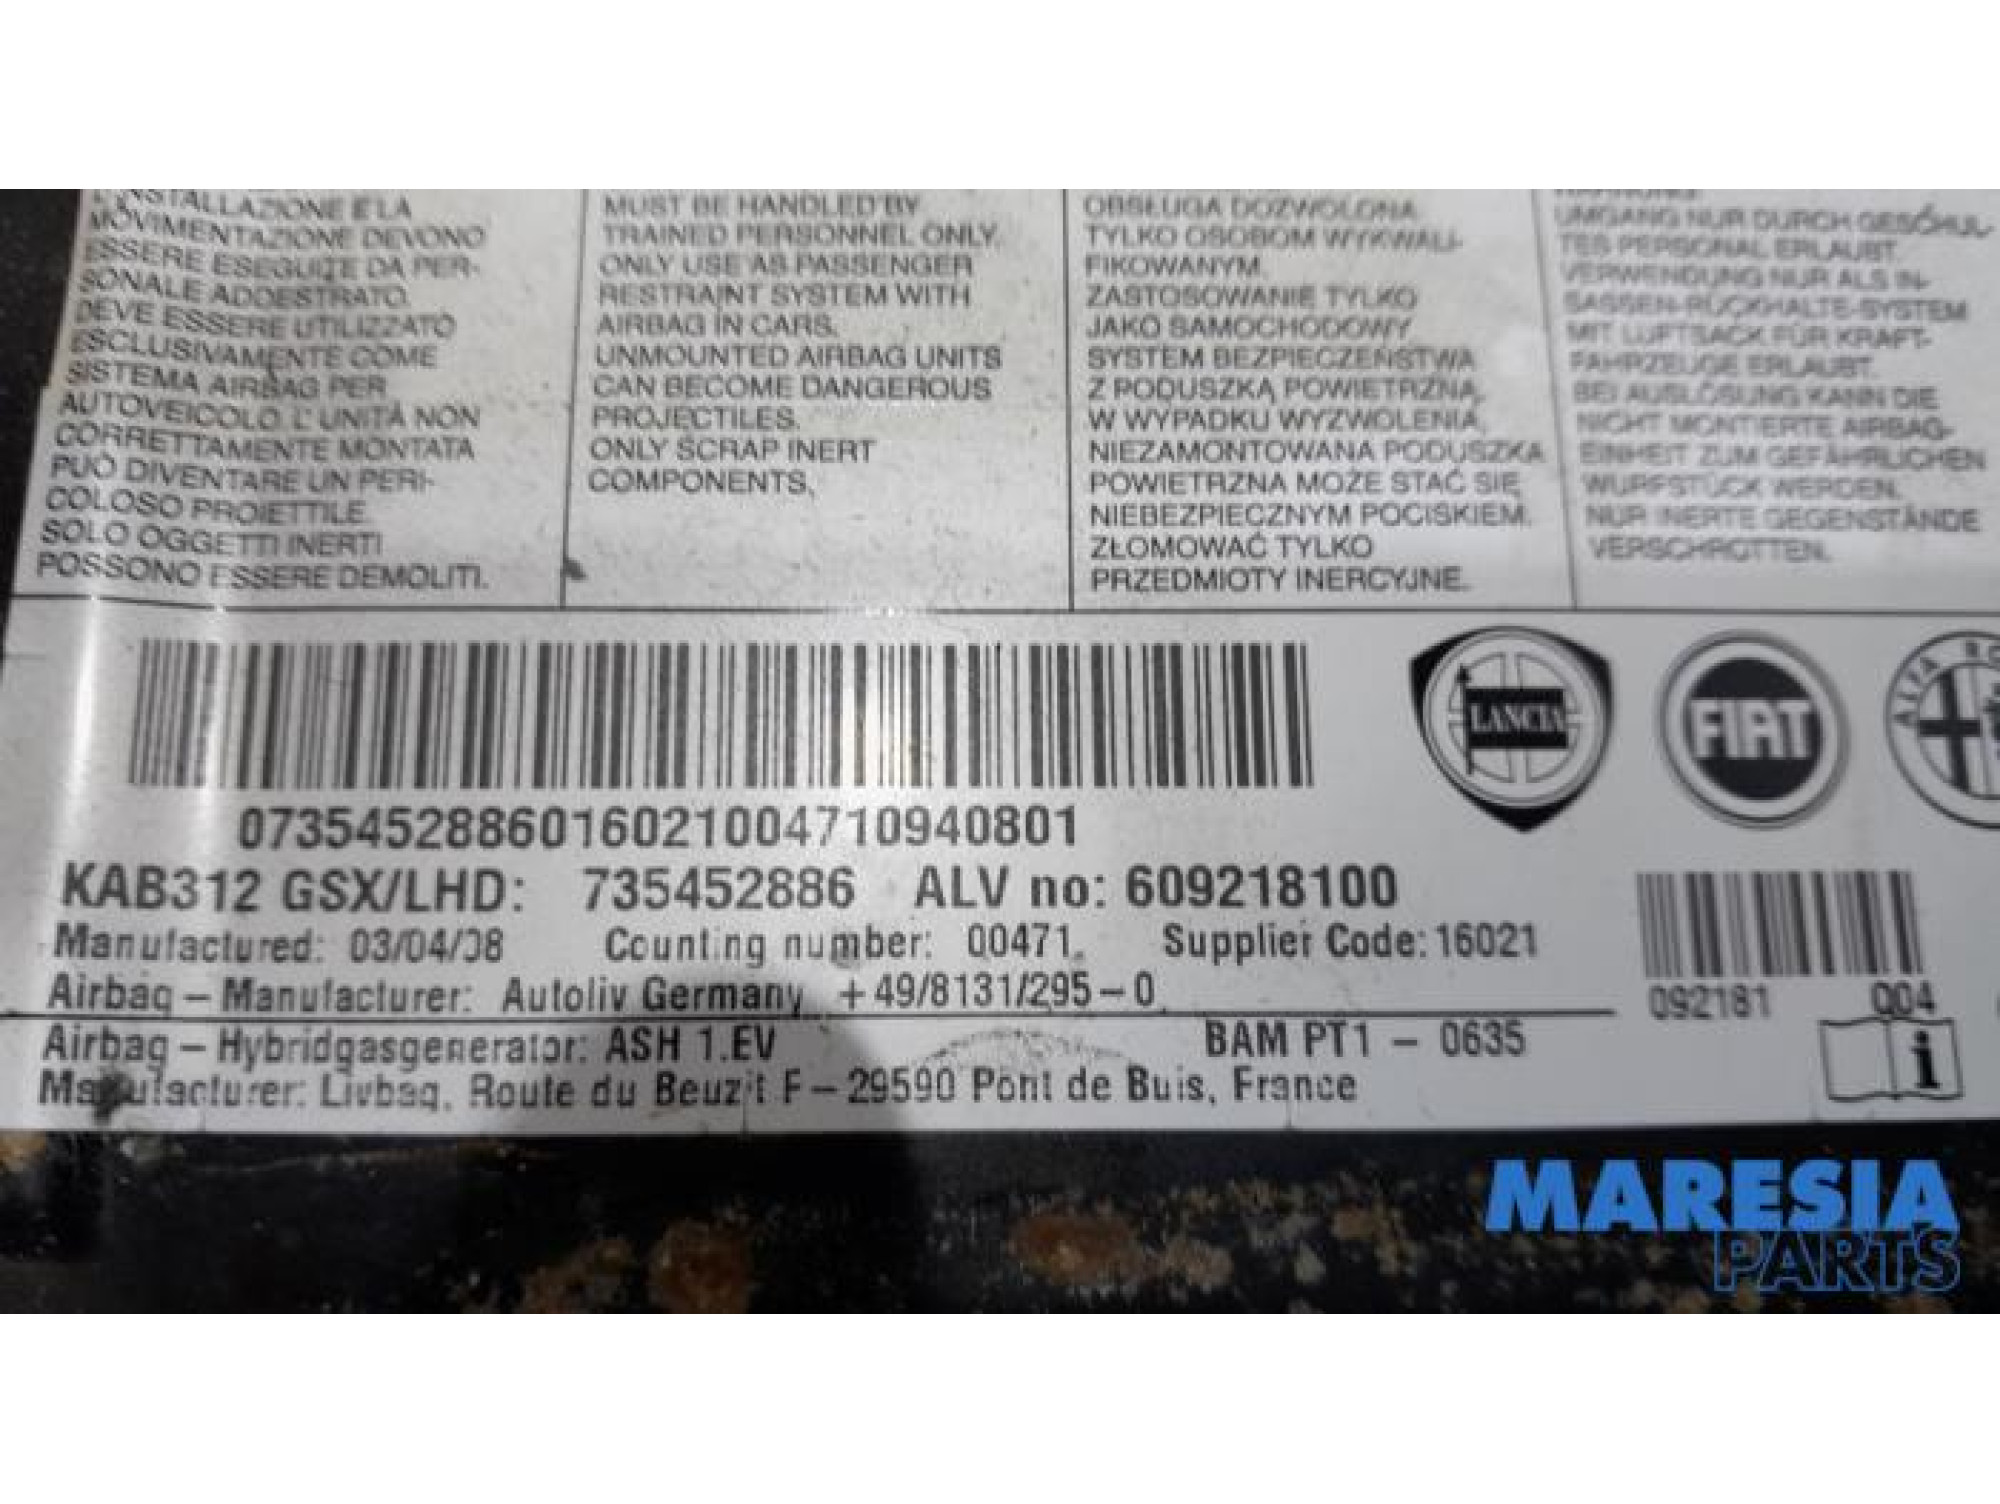 L'INSTALLAZIONE E LA
MOVIMENTAZIONE DEVONO
ESSERE ESEGUITE DA PER-
SONALE ADDESTRATO.
DEVE ESSERE UTILIZZATO
ESCLUSIVAMENTE COME
SISTEMA AIRBAG PER
AUTOVEICOLO. L'UNITÀ NON
CORRETTAMENTE MONTATA
PUÒ DIVENTARE UN PERI-
COLOSO PROIETTILE.
SOLO OGGETTI INERTI
POSSONO ESSERE DEMOLITI.
MUST BE HANDLED BY
TRAINED PERSONNEL ONLY.
ONLY USE AS PASSENGER
RESTRAINT SYSTEM WITH
AIRBAG IN CARS.
UNMOUNTED AIRBAG UNITS
CAN BECOME DANGEROUS
PROJECTILES.
ONLY SCRAP INERT
COMPONENTS.
OBSŁUGA DOZWOLONA
TYLKO OSOBOM WYKWALI-
FIKOWANYM.
ZASTOSOWANIE TYLKO
JAKO SAMOCHODOWY
SYSTEM BEZPIECZEŃSTWA
Z PODUSZKĄ POWIETRZNĄ.
W WYPADKU WYZWOLENIA,
NIEZAMONTOWANA PODUSZKA
POWIETRZNA MOŻE STAĆ SIĘ
NIEBEZPIECZNYM POCISKIEM.
ZŁOMOWAĆ TYLKO
PRZEDMIOTY INERCYJNE.
WARNUNG:
UMGANG NUR DURCH GESCHUL-
TES PERSONAL ERLAUBT.
VERWENDUNG NUR ALS IN-
SASSEN-RÜCKHALTE-SYSTEM
MIT LUFTSACK FÜR KRAFT-
FAHRZEUGE ERLAUBT.
BEI AUSLÖSUNG KANN DIE
NICHT MONTIERTE AIRBAG-
EINHEIT ZUM GEFÄHRLICHEN
WURFSTÜCK WERDEN.
NUR INERTE GEGENSTÄNDE
VERSCHROTTEN.
LANCIA
FIAT
ALFA RO
07354528860160210047109 40801
KAB312 GSX/LHD: 735452886 ALV no: 609218100
Manufactured: 03/04/08 Counting number: 00471. Supplier Code: 16021
Airbag – Manufacturer: Autoliv Germany +49/8131/295-0
092181 Q04
Airbag – Hybridgasgenerator: ASH 1.EV BAM PT1 – 0635
Manufacturer: Livbag, Route du Beuzit F – 29590 Pont de Buis, France
i
MARESIA
PARTS